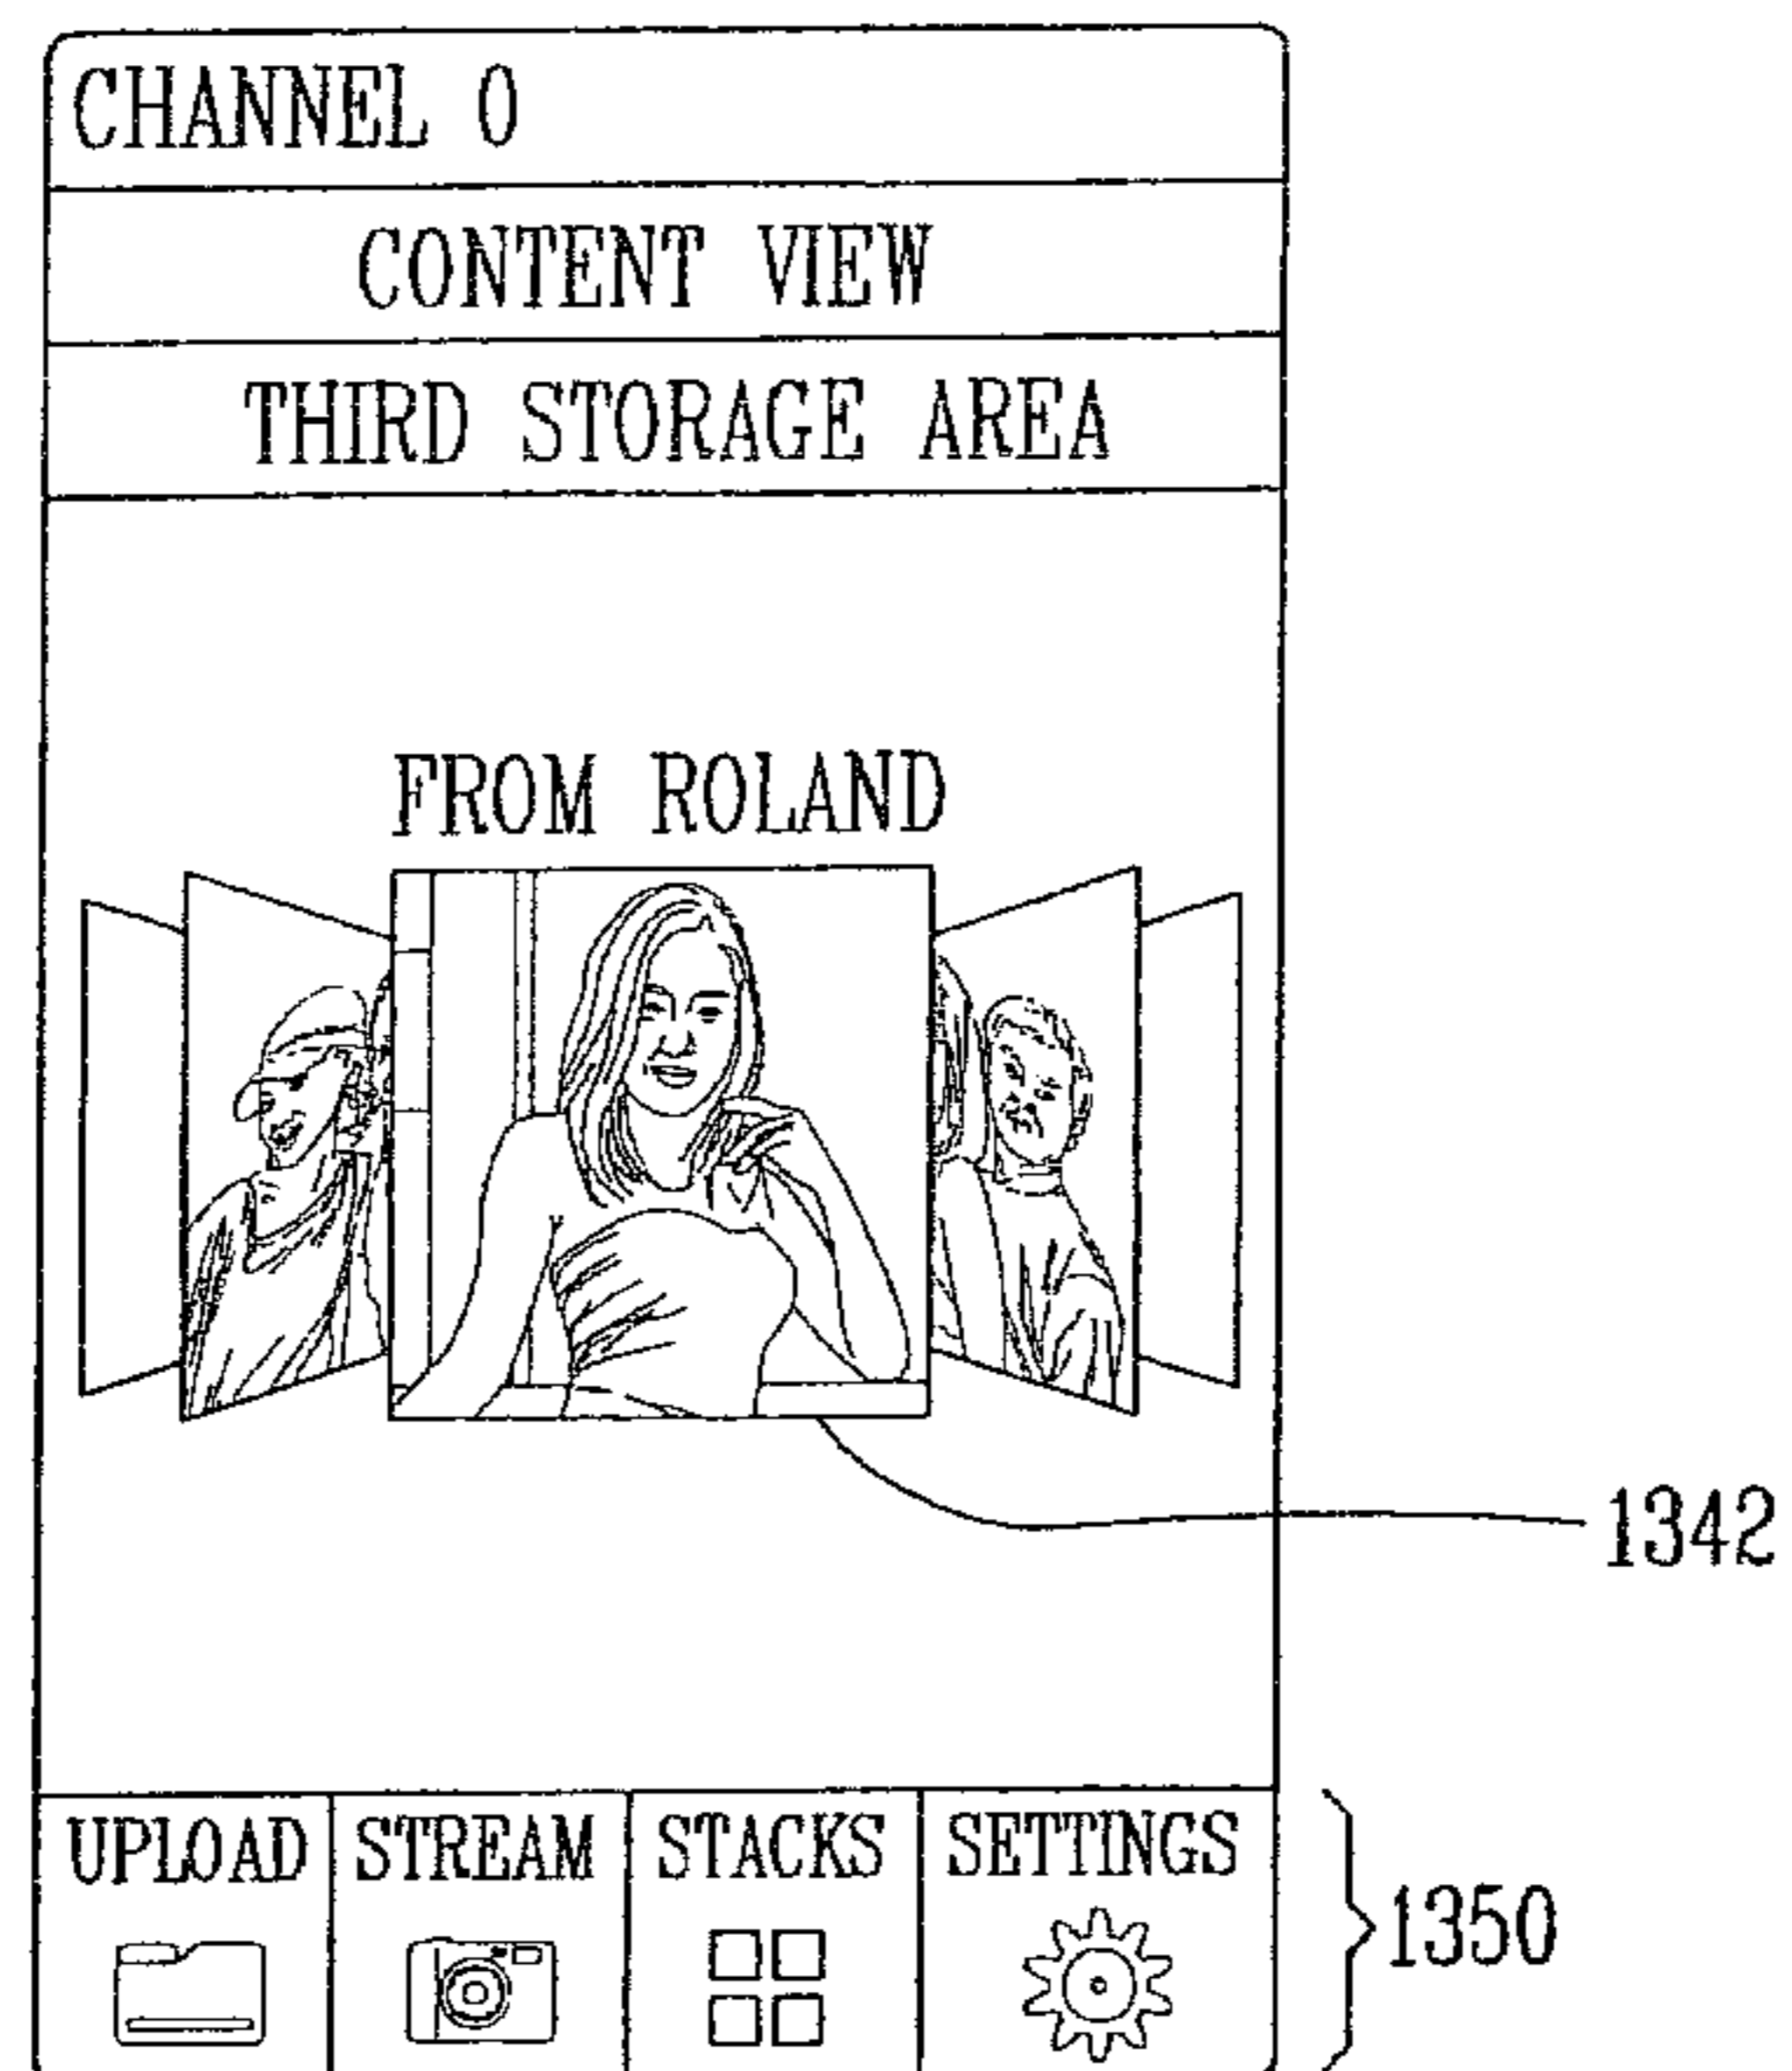 CHANNEL 0
CONTENT VIEW
THIRD STORAGE AREA
FROM ROLAND
1342
UPLOAD STREAM STACKS SETTINGS
1350